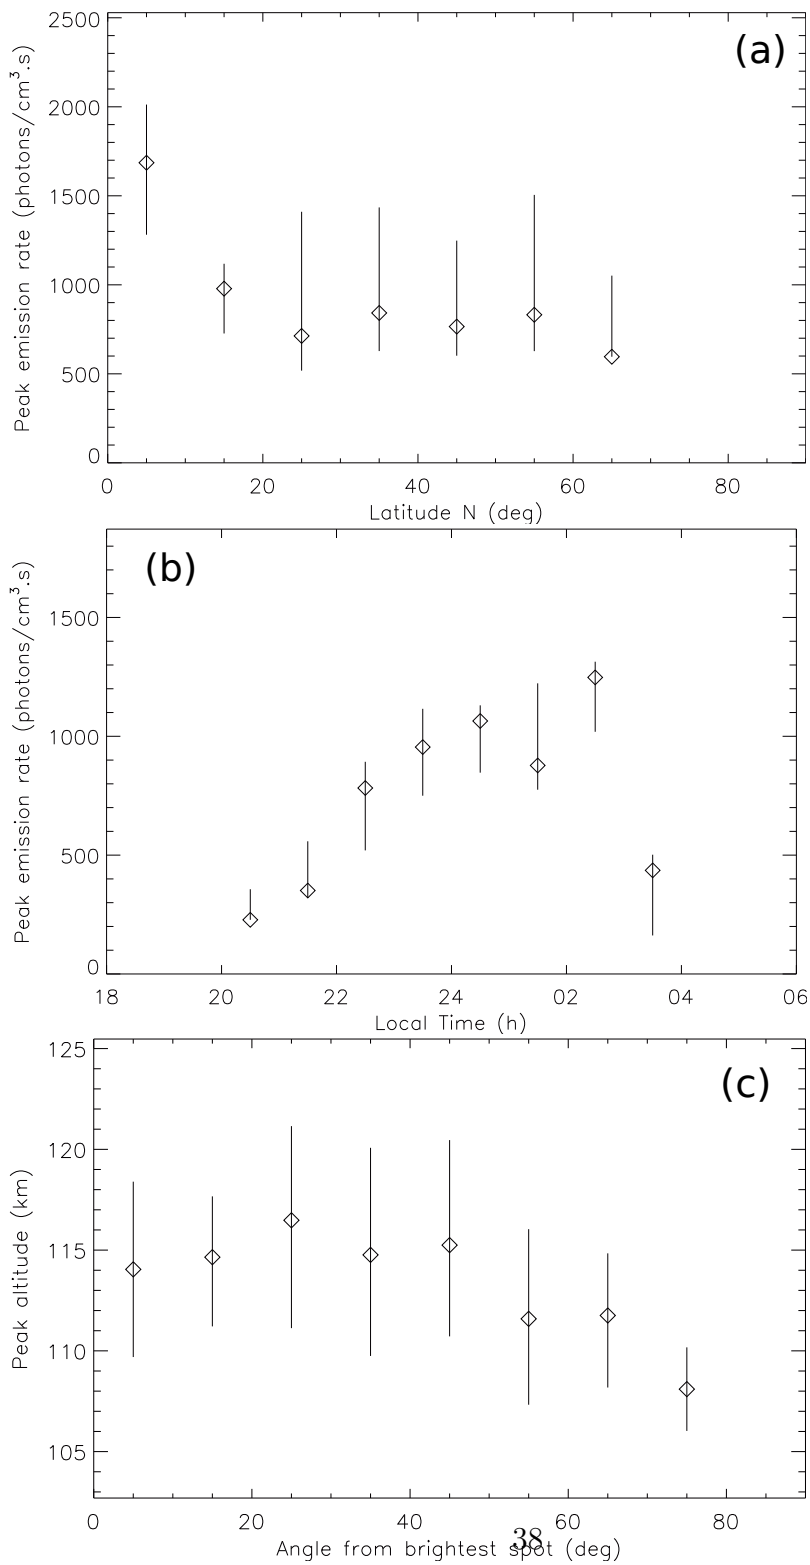 (a)
Peak emission rate (photons/cm³.s)
2500
2000
1500
1000
500
0
0 20 40 60 80
Latitude N (deg)
(b)
Peak emission rate (photons/cm³.s)
1500
1000
500
0
18 20 22 24 02 04 06
Local Time (h)
(c)
Peak altitude (km)
125
120
115
110
105
0 20 40 60 80
Angle from brightest spot (deg)
38